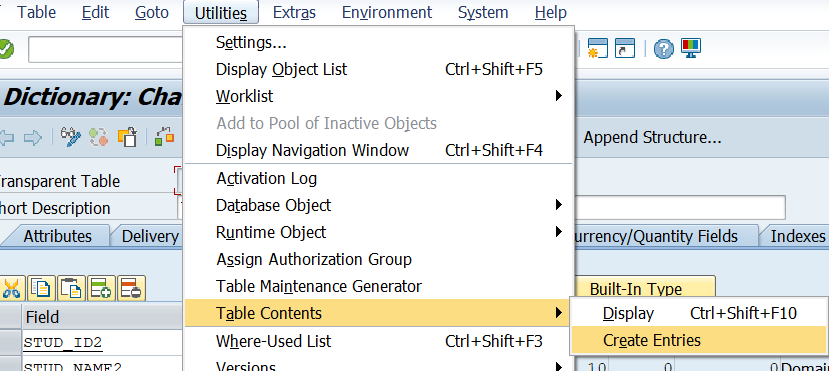 Table Edit Goto Utilities Extras Environment System Help
Settings...
Display Object List Ctrl+Shift+F5
Worklist
Dictionary: Cha
Add to Pool of Inactive Objects
Display Navigation Window Ctrl+Shift+F4
Append Structure...
ransparent Table
Activation Log
hort Description
Database Object
Attributes Delivery
Runtime Object
urrency/Quantity Fields Indexes
Assign Authorization Group
Table Maintenance Generator
Built-In Type
Field
Table Contents
Display Ctrl+Shift+F10
STUD_ID2
Where-Used List Ctrl+Shift+F3
Create Entries
STUD_NAME2
Versions
10 0 0 Domain